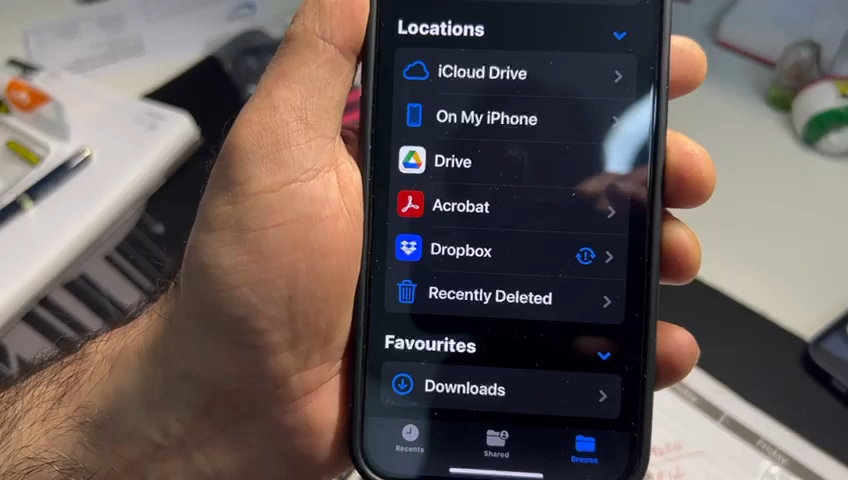 Locations
iCloud Drive
On My iPhone
Drive
Acrobat
Dropbox
Recently Deleted
Favourites
Downloads
Recents
Shared
Browse